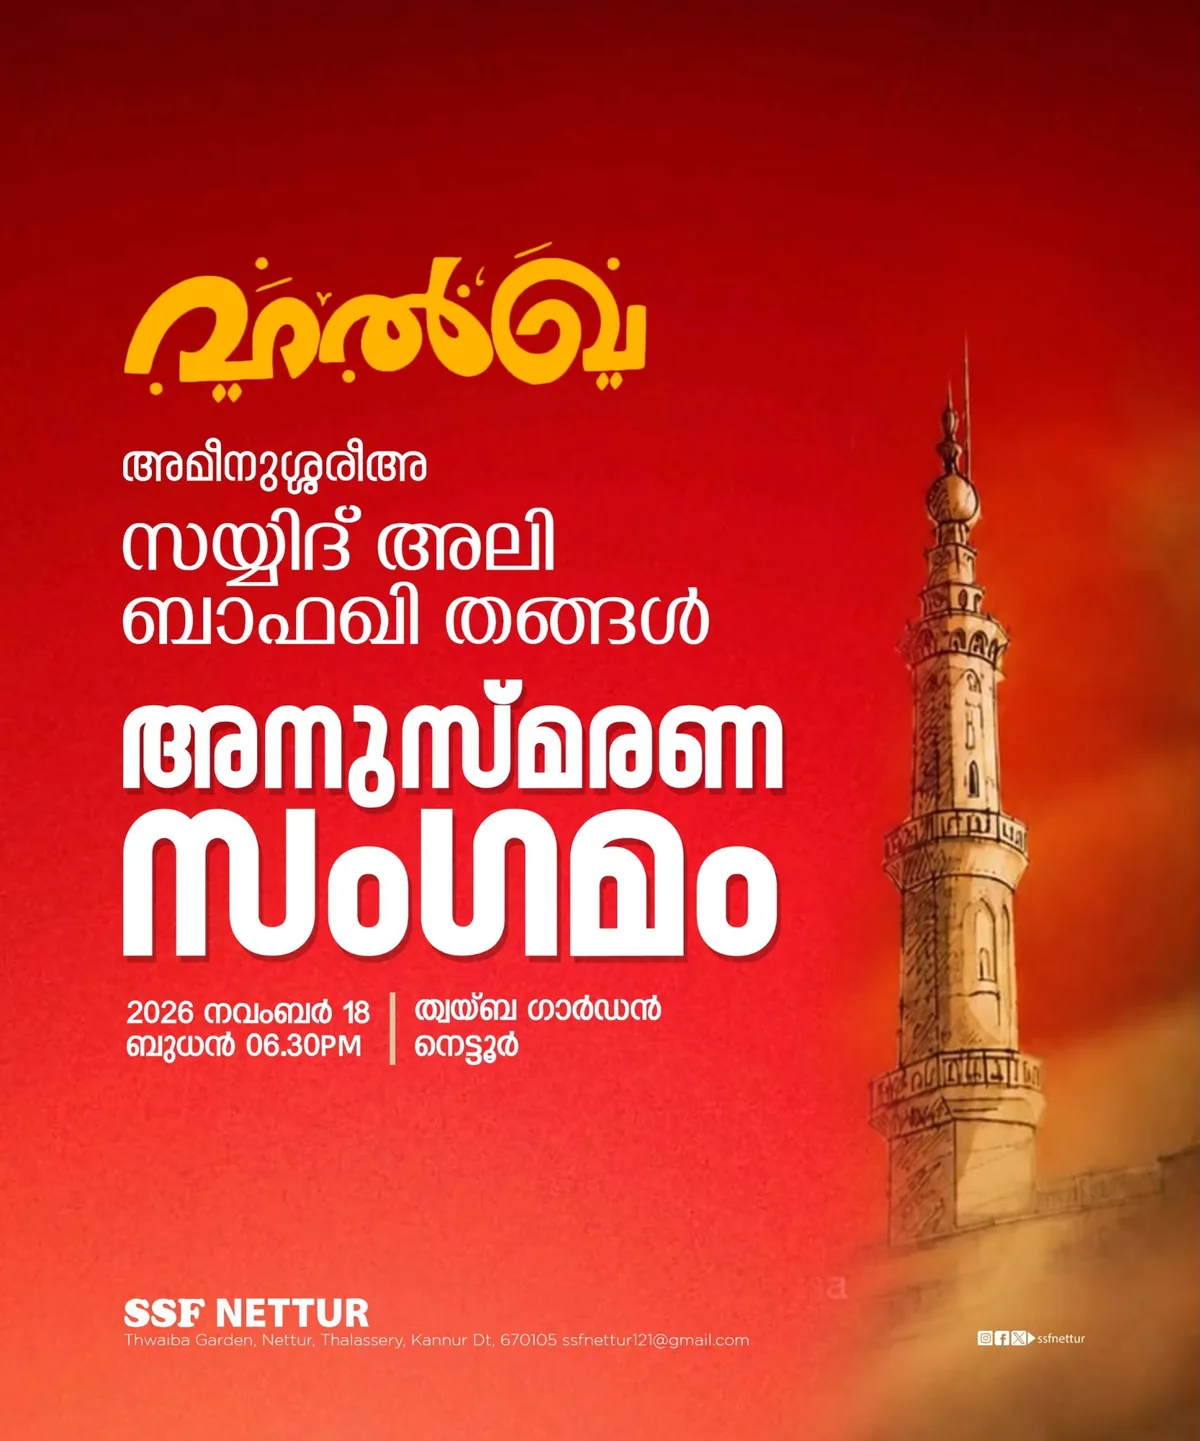 ഹൽഖ
അമീനുശ്ശരീഅ
സയ്യിദ് അലി
ബാഫഖി തങ്ങൾ
അനുസ്മരണ
സംഗമം
2026 നവംബർ 18
ബുധൻ 06.30PM
ത്വയ്ബ ഗാർഡൻ
നെട്ടൂർ
SSF NETTUR
Thwaiba Garden, Nettur, Thalassery, Kannur Dt, 670105 ssfnettur121@gmail.com
ssfnettur